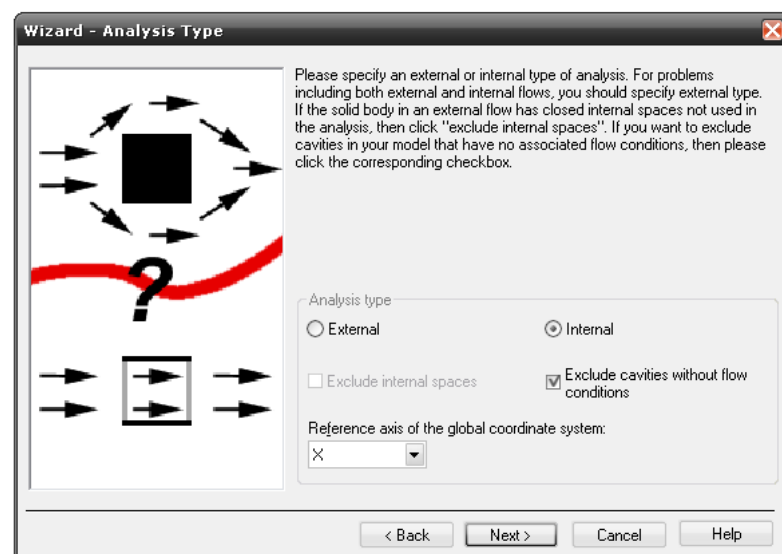 Wizard - Analysis Type
Please specify an external or internal type of analysis. For problems
including both external and internal flows, you should specify external type.
If the solid body in an external flow has closed internal spaces not used in
the analysis, then click "exclude internal spaces". If you want to exclude
cavities in your model that have no associated flow conditions, then please
click the corresponding checkbox.
?
Analysis type
External
Internal
Exclude internal spaces
Exclude cavities without flow
conditions
Reference axis of the global coordinate system:
X
< Back
Next >
Cancel
Help